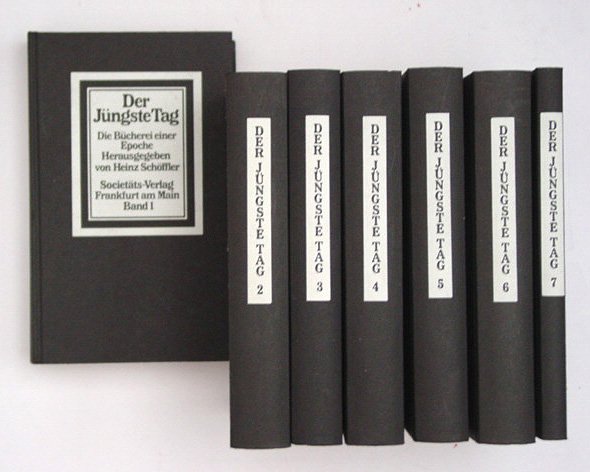 Der
Jüngste Tag
Die Bücherei einer
Epoche
Herausgegeben
von Heinz Schöffler
Societäts-Verlag
Frankfurt am Main
Band 1
DER JÜNGSTE TAG 2
DER JÜNGSTE TAG 3
DER JÜNGSTE TAG 4
DER JÜNGSTE TAG 5
DER JÜNGSTE TAG 6
DER JÜNGSTE TAG 7